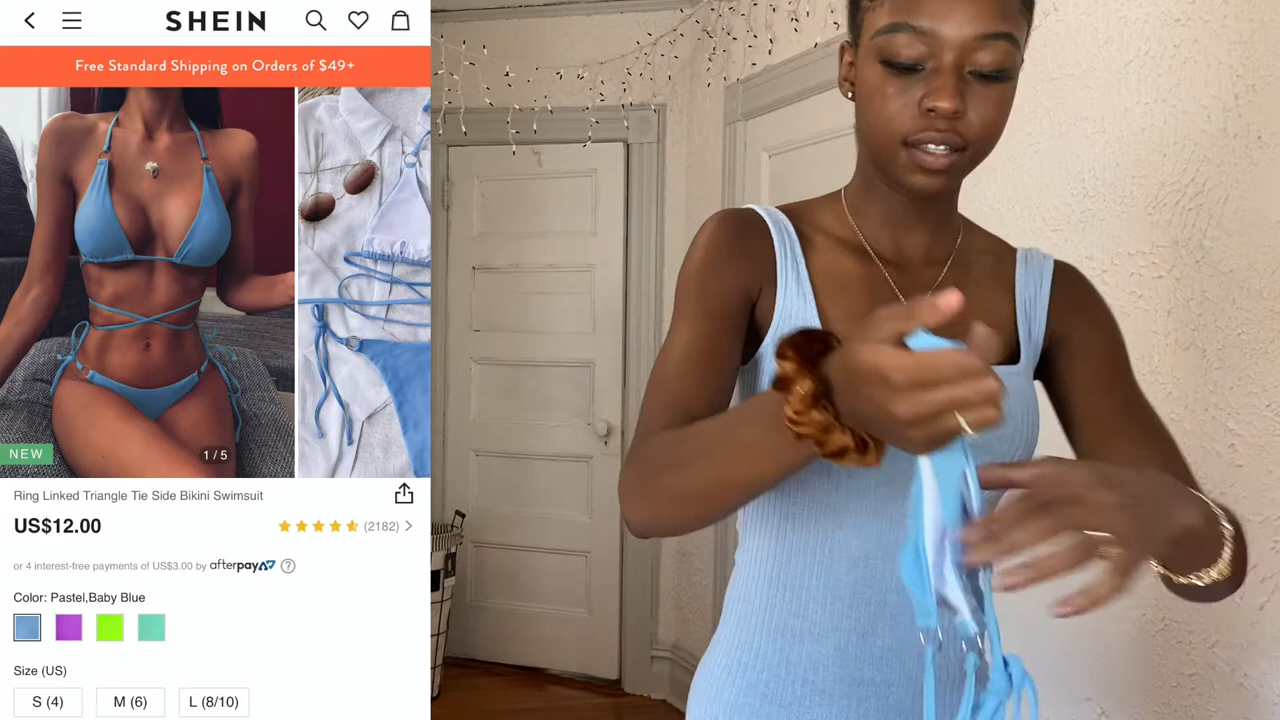 SHEIN
Free Standard Shipping on Orders of $49+
NEW
1 / 5
Ring Linked Triangle Tie Side Bikini Swimsuit
US$12.00
(2182)
or 4 interest-free payments of US$3.00 by afterpay
?
Color: Pastel,Baby Blue
Size (US)
S (4) M (6) L (8/10)